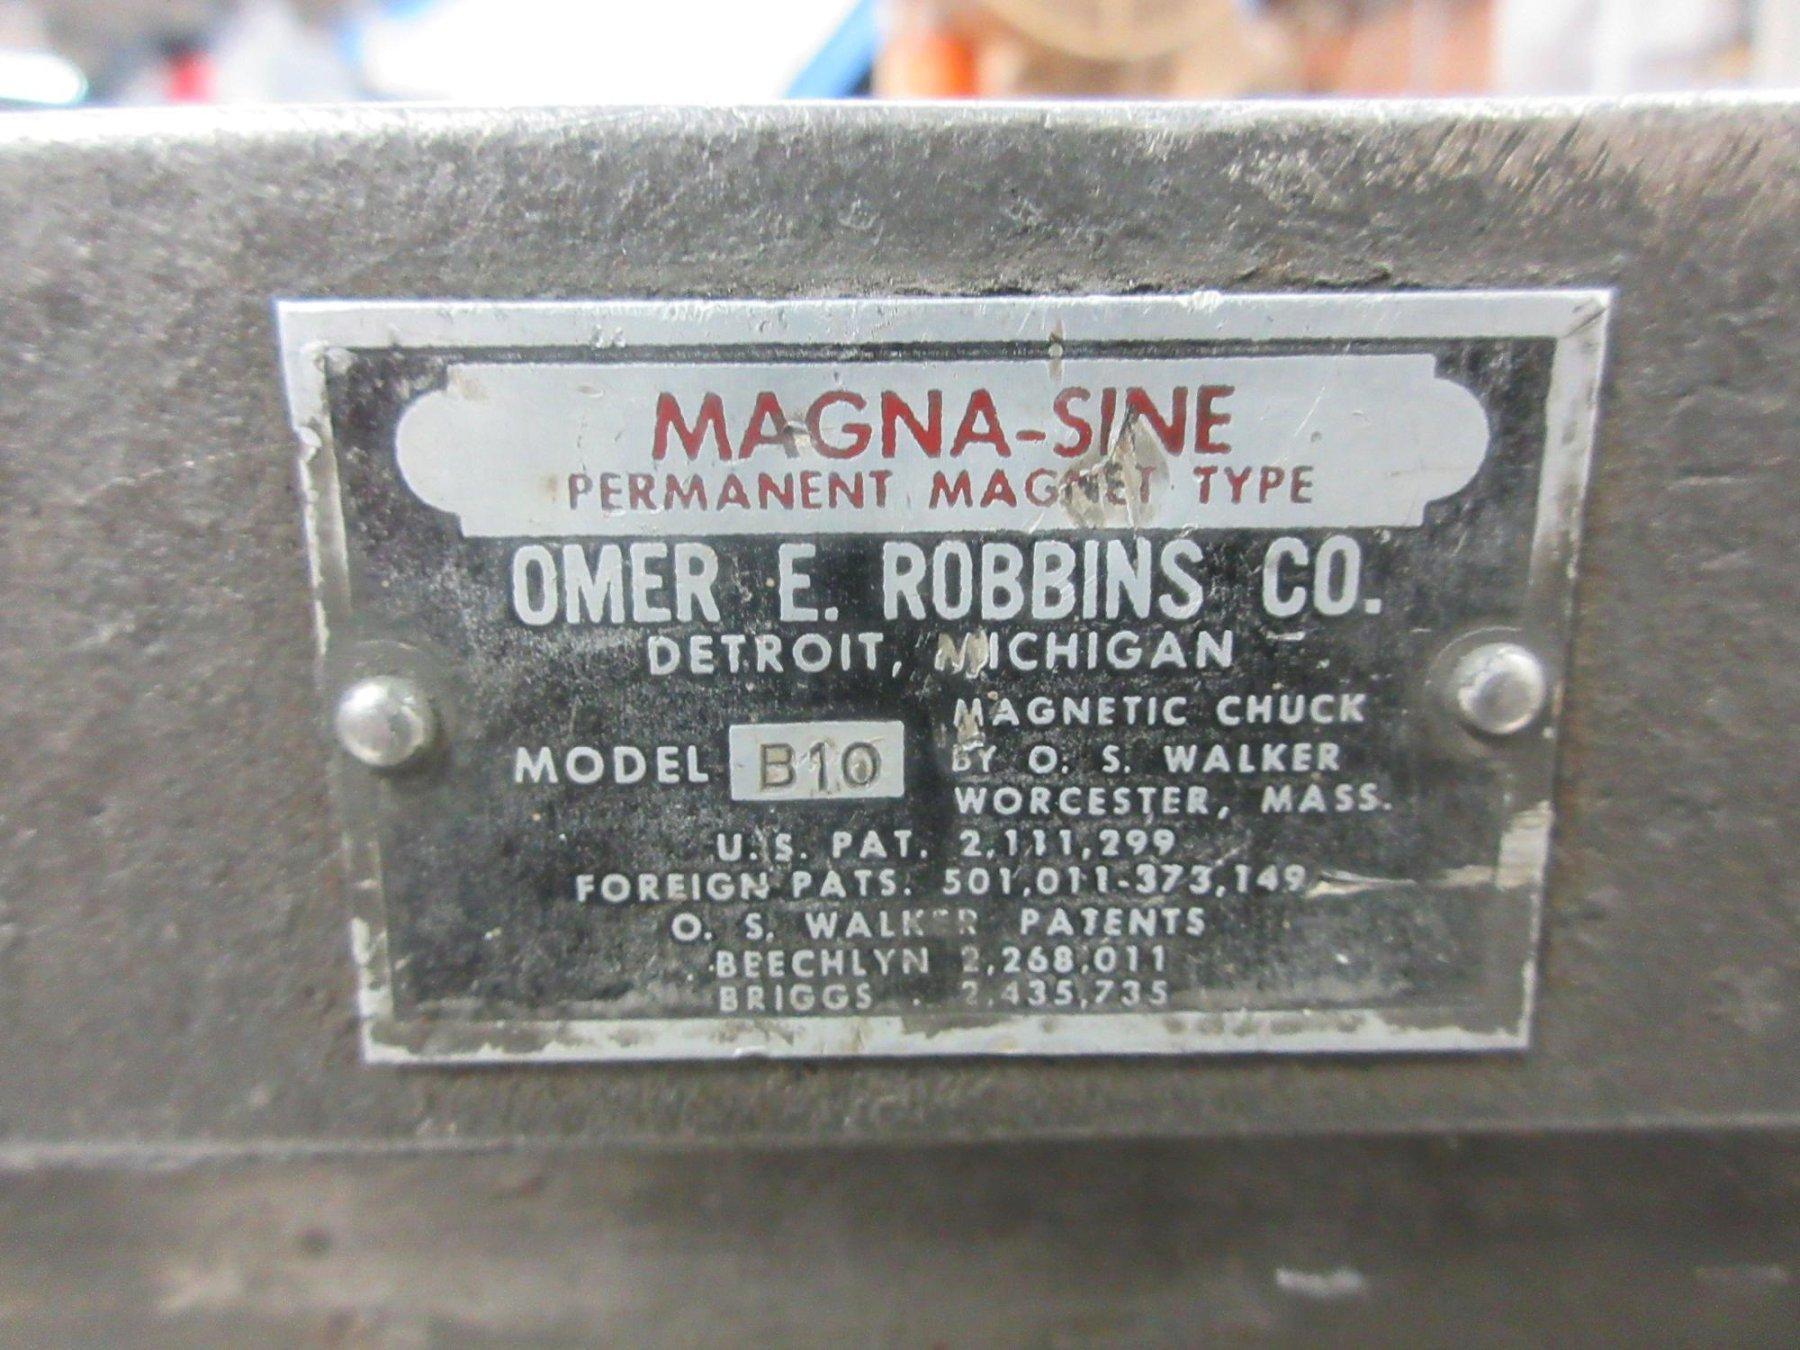 MAGNA-SINE
PERMANENT MAGNET TYPE
OMER E. ROBBINS CO.
DETROIT, MICHIGAN
MODEL B10
MAGNETIC CHUCK
BY O. S. WALKER
WORCESTER, MASS.
U.S. PAT. 2,111,299
FOREIGN PATS. 501,011-373,149
O. S. WALKER PATENTS
BEECHLYN 2,268,011
BRIGGS . 2,435,735